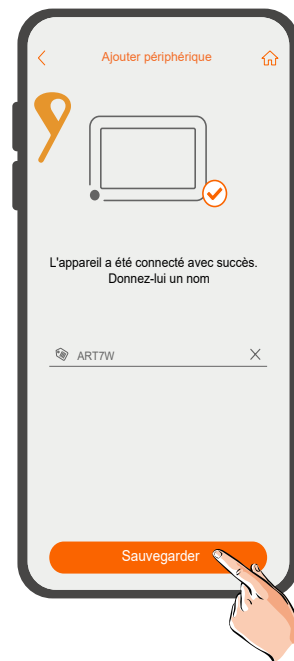 Ajouter périphérique
L'appareil a été connecté avec succès.
Donnez-lui un nom
ART7W
Sauvegarder